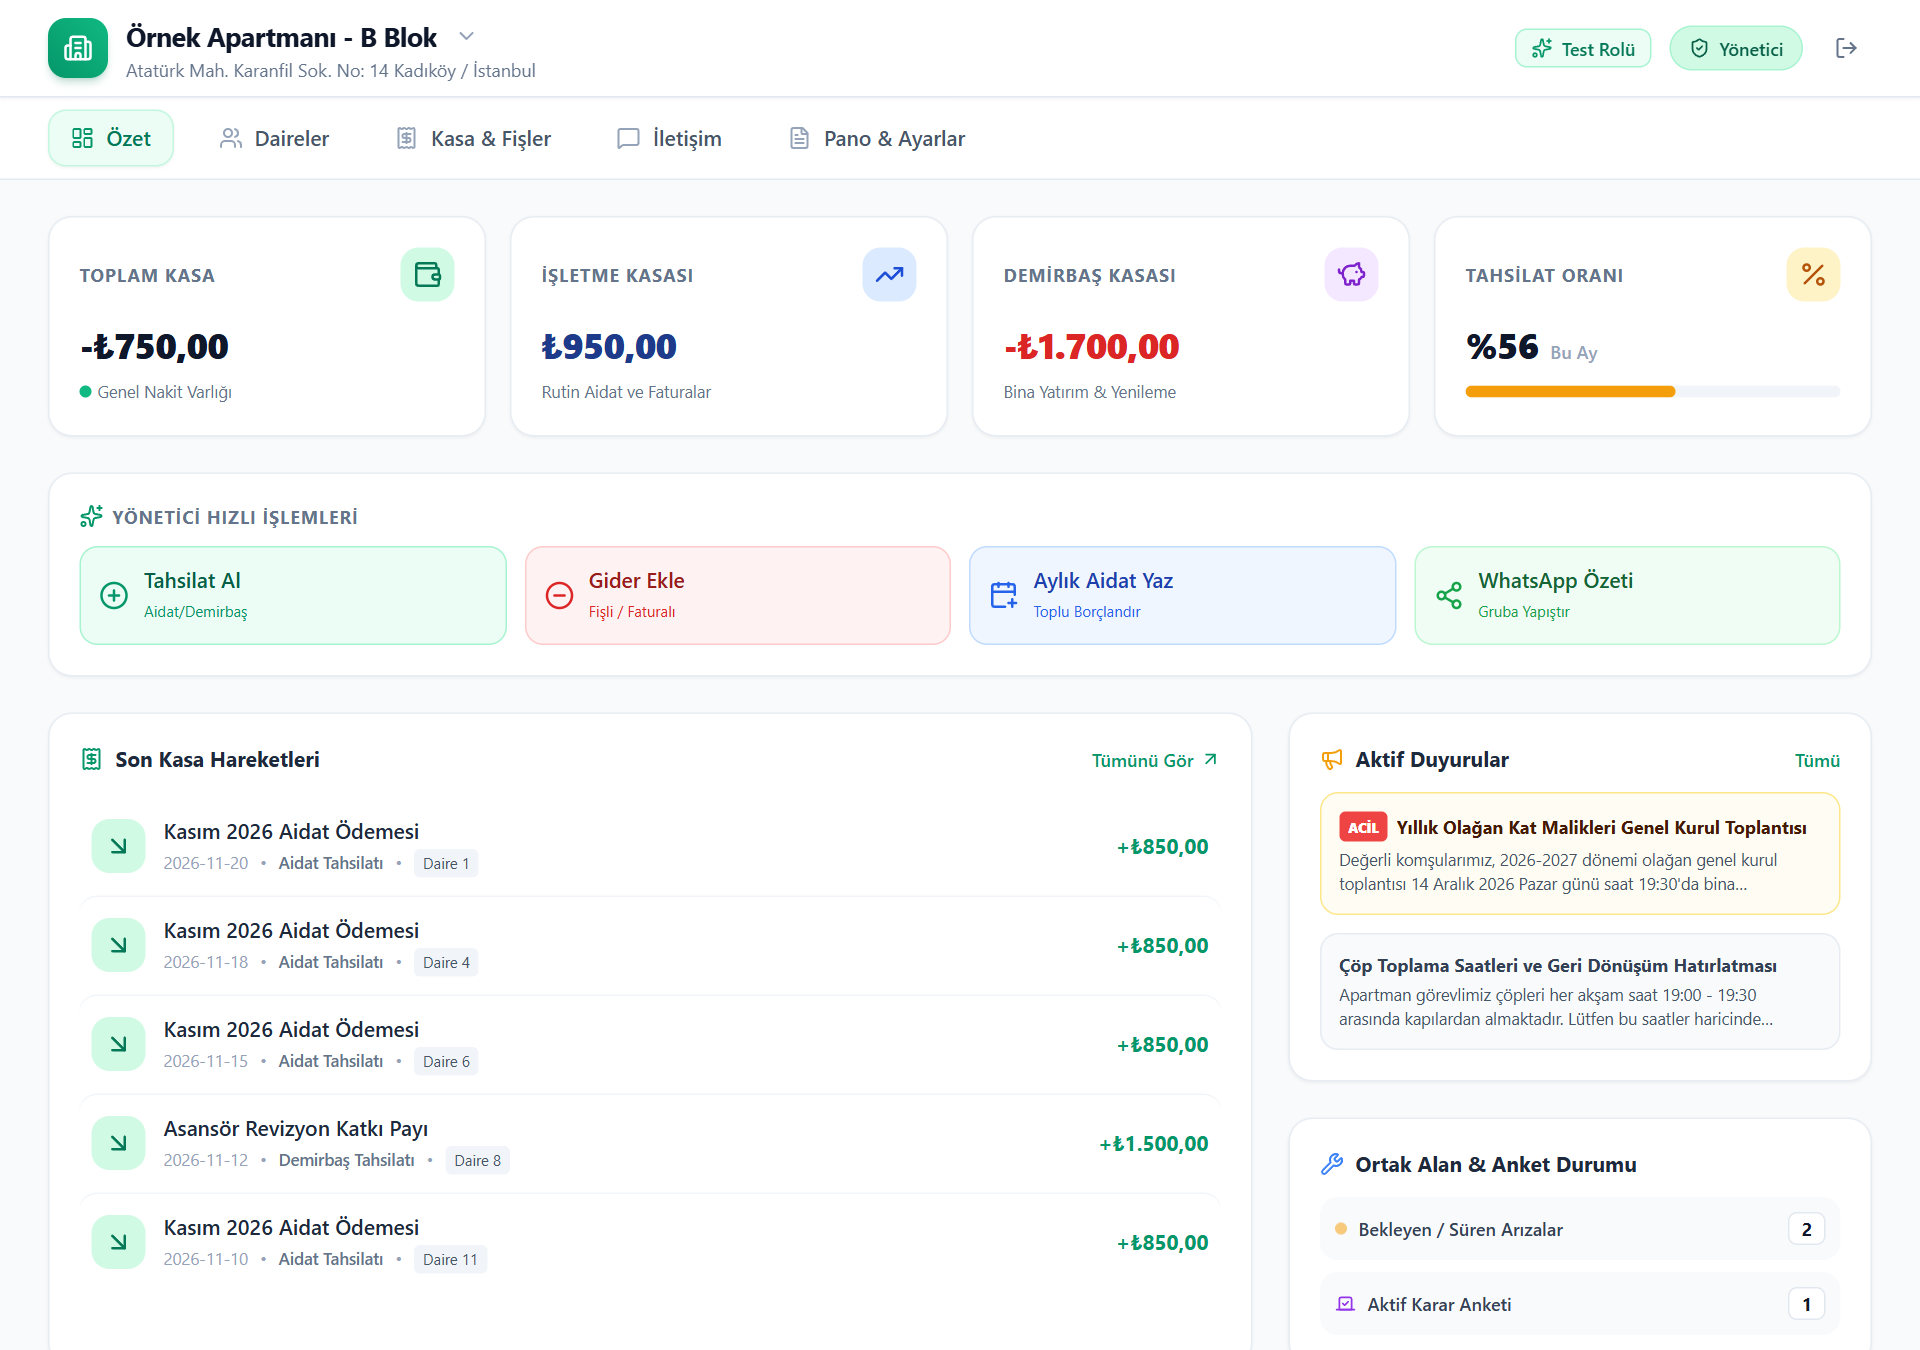 Örnek Apartmanı - B Blok
Atatürk Mah. Karanfil Sok. No: 14 Kadıköy / İstanbul
Test Rolü
Yönetici
Özet
Daireler
Kasa & Fişler
İletişim
Pano & Ayarlar
TOPLAM KASA
-₺750,00
Genel Nakit Varlığı
İŞLETME KASASI
₺950,00
Rutin Aidat ve Faturalar
DEMİRBAŞ KASASI
-₺1.700,00
Bina Yatırım & Yenileme
TAHSİLAT ORANI
%56 Bu Ay
YÖNETİCİ HIZLI İŞLEMLERİ
Tahsilat Al
Aidat/Demirbaş
Gider Ekle
Fişli / Faturalı
Aylık Aidat Yaz
Toplu Borçlandır
WhatsApp Özeti
Gruba Yapıştır
Son Kasa Hareketleri
Tümünü Gör
Kasım 2026 Aidat Ödemesi
2026-11-20 • Aidat Tahsilatı • Daire 1
+₺850,00
Kasım 2026 Aidat Ödemesi
2026-11-18 • Aidat Tahsilatı • Daire 4
+₺850,00
Kasım 2026 Aidat Ödemesi
2026-11-15 • Aidat Tahsilatı • Daire 6
+₺850,00
Asansör Revizyon Katkı Payı
2026-11-12 • Demirbaş Tahsilatı • Daire 8
+₺1.500,00
Kasım 2026 Aidat Ödemesi
2026-11-10 • Aidat Tahsilatı • Daire 11
+₺850,00
Aktif Duyurular
Tümü
ACİL Yıllık Olağan Kat Malikleri Genel Kurul Toplantısı
Değerli komşularımız, 2026-2027 dönemi olağan genel kurul
toplantısı 14 Aralık 2026 Pazar günü saat 19:30'da bina...
Çöp Toplama Saatleri ve Geri Dönüşüm Hatırlatması
Apartman görevlimiz çöpleri her akşam saat 19:00 - 19:30
arasında kapılardan almaktadır. Lütfen bu saatler haricinde...
Ortak Alan & Anket Durumu
Bekleyen / Süren Arızalar
2
Aktif Karar Anketi
1